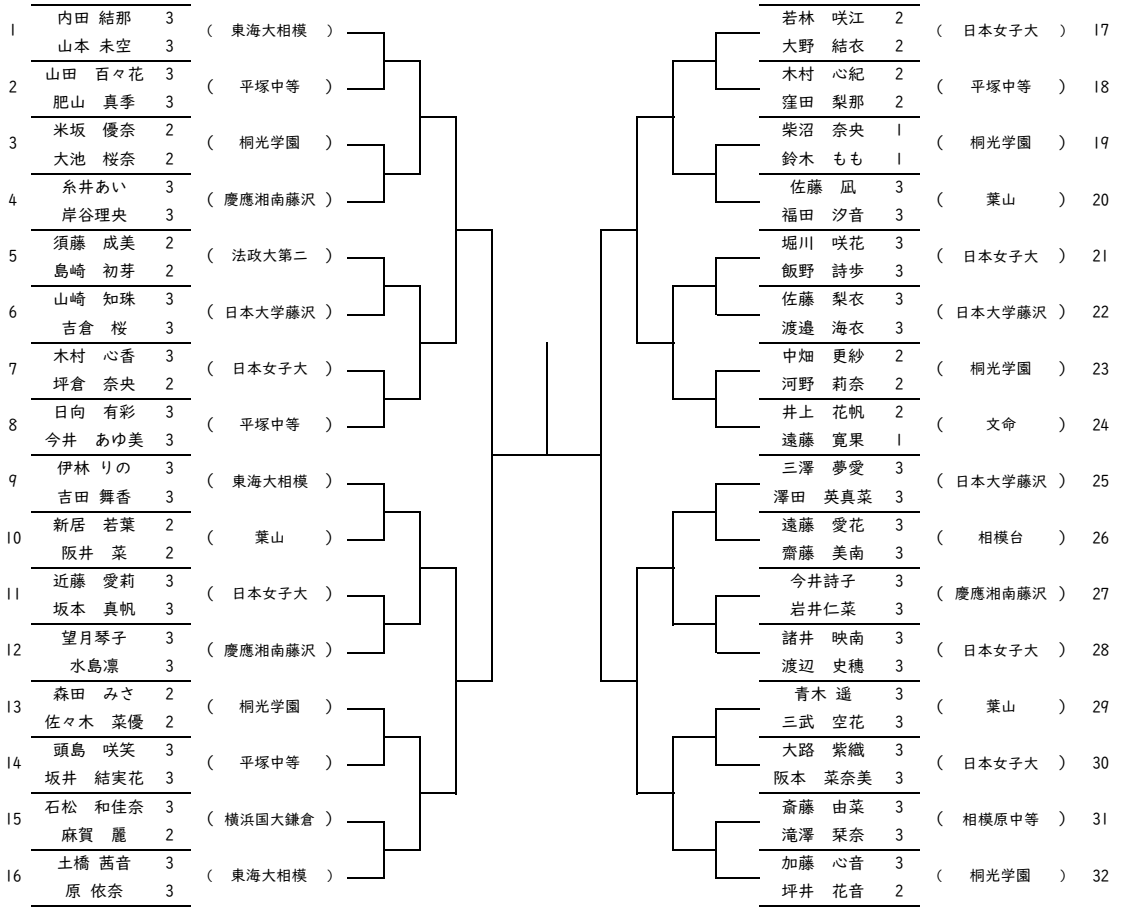 1 内田 結那 3 ( 東海大相模 )
山本 未空 3
2 山田 百々花 3 ( 平塚中等 )
肥山 真季 3
3 米坂 優奈 2 ( 桐光学園 )
大池 桜奈 2
4 糸井あい 3 ( 慶應湘南藤沢 )
岸谷理央 3
5 須藤 成美 2 ( 法政大第二 )
島崎 初芽 2
6 山崎 知珠 3 ( 日本大学藤沢 )
吉倉 桜 3
7 木村 心香 3 ( 日本女子大 )
坪倉 奈央 2
8 日向 有彩 3 ( 平塚中等 )
今井 あゆ美 3
9 伊林 りの 3 ( 東海大相模 )
吉田 舞香 3
10 新居 若葉 2 ( 葉山 )
阪井 菜 2
11 近藤 愛莉 3 ( 日本女子大 )
坂本 真帆 3
12 望月琴子 3 ( 慶應湘南藤沢 )
水島凛 3
13 森田 みさ 2 ( 桐光学園 )
佐々木 菜優 2
14 頭島 咲笑 3 ( 平塚中等 )
坂井 結実花 3
15 石松 和佳奈 3 ( 横浜国大鎌倉 )
麻賀 麗 2
16 土橋 茜音 3 ( 東海大相模 )
原 依奈 3
若林 咲江 2 ( 日本女子大 ) 17
大野 結衣 2
木村 心紀 2 ( 平塚中等 ) 18
窪田 梨那 2
柴沼 奈央 1 ( 桐光学園 ) 19
鈴木 もも 1
佐藤 凪 3 ( 葉山 ) 20
福田 汐音 3
堀川 咲花 3 ( 日本女子大 ) 21
飯野 詩歩 3
佐藤 梨衣 3 ( 日本大学藤沢 ) 22
渡邉 海衣 3
中畑 更紗 2 ( 桐光学園 ) 23
河野 莉奈 2
井上 花帆 2 ( 文命 ) 24
遠藤 寛果 1
三澤 夢愛 3 ( 日本大学藤沢 ) 25
澤田 英真菜 3
遠藤 愛花 3 ( 相模台 ) 26
齋藤 美南 3
今井詩子 3 ( 慶應湘南藤沢 ) 27
岩井仁菜 3
諸井 映南 3 ( 日本女子大 ) 28
渡辺 史穂 3
青木 遥 3 ( 葉山 ) 29
三武 空花 3
大路 紫織 3 ( 日本女子大 ) 30
阪本 菜奈美 3
斎藤 由菜 3 ( 相模原中等 ) 31
滝澤 栞奈 3
加藤 心音 3 ( 桐光学園 ) 32
坪井 花音 2